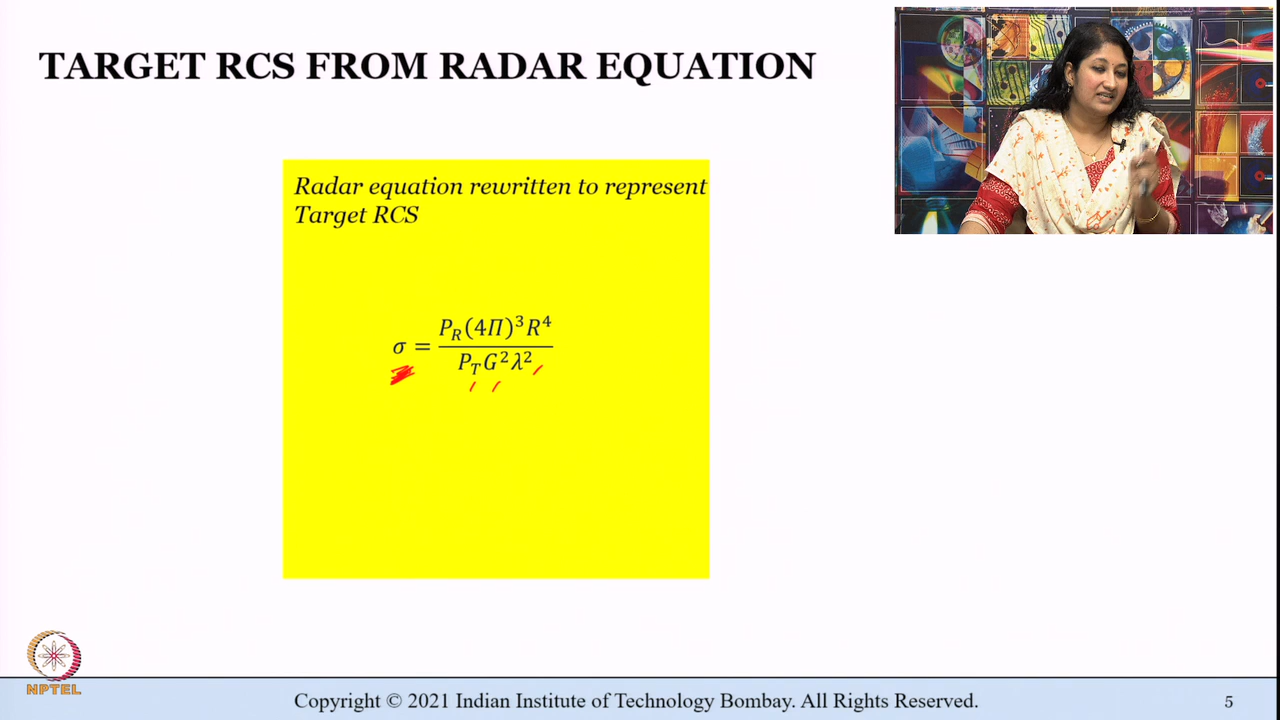 TARGET RCS FROM RADAR EQUATION
Radar equation rewritten to represent
Target RCS
σ = P_R(4Π)³R⁴ / P_T G²λ²
NPTEL
Copyright © 2021 Indian Institute of Technology Bombay. All Rights Reserved.
5